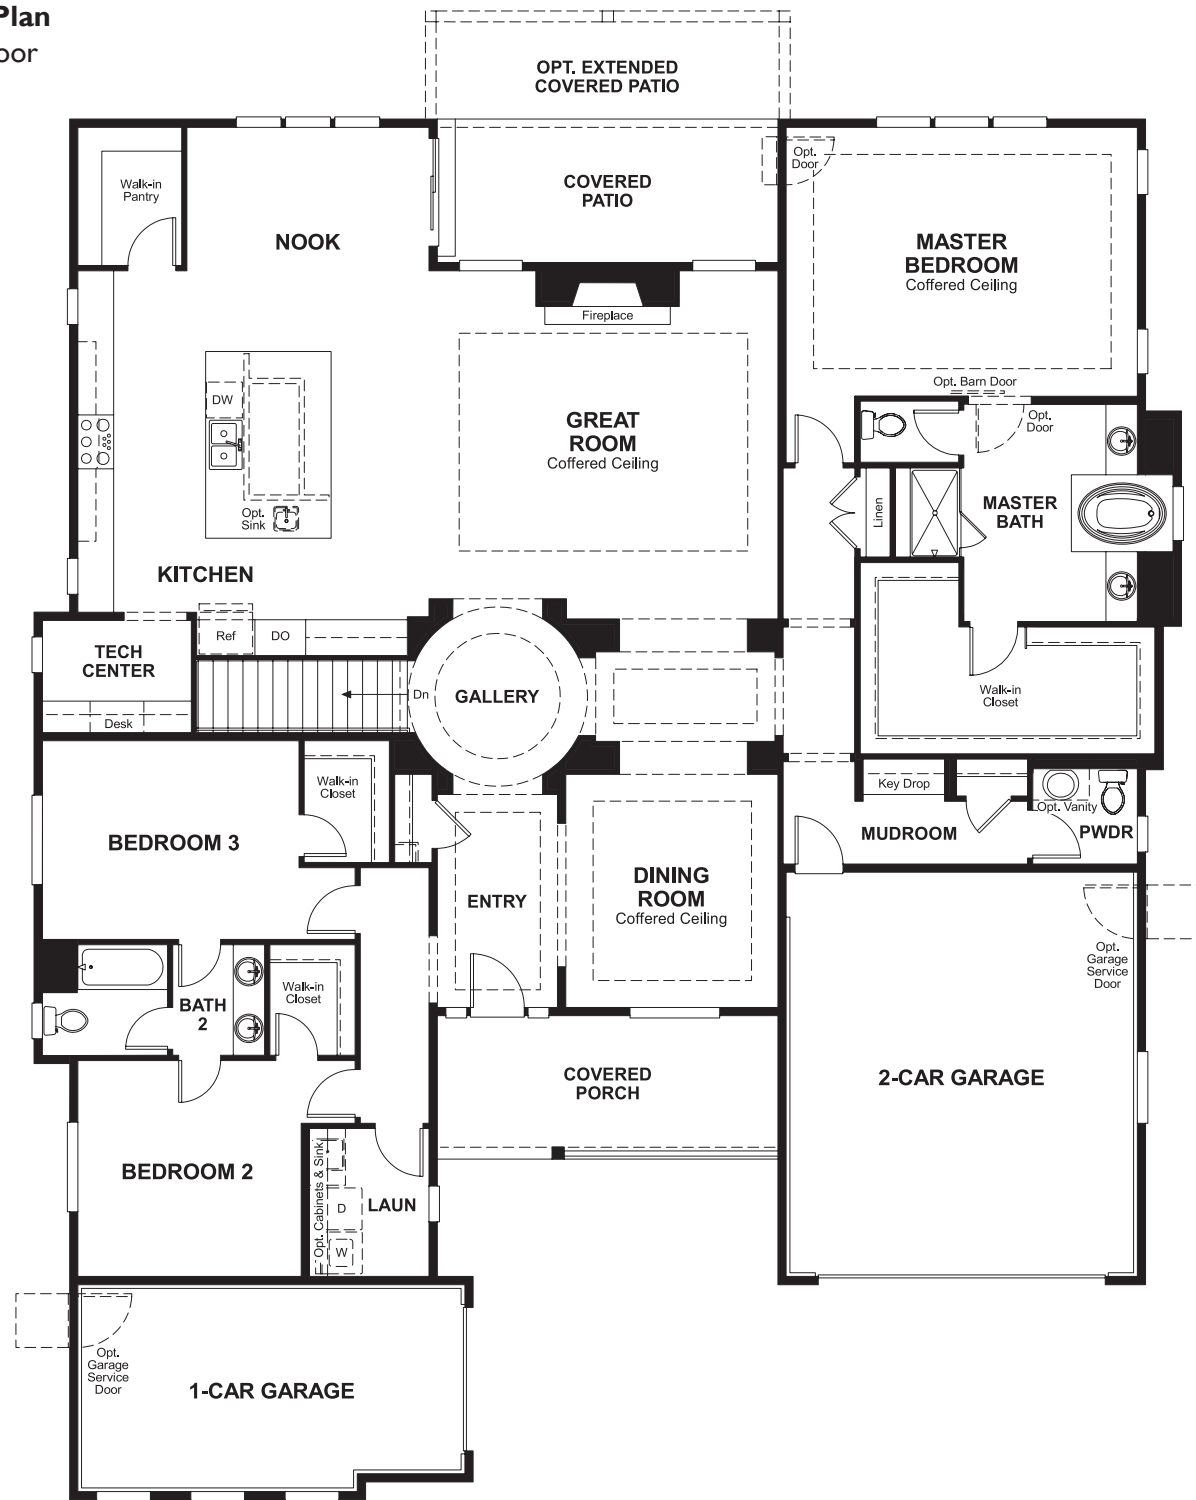 Plan
oor
OPT. EXTENDED
COVERED PATIO
Walk-in
Pantry
NOOK
COVERED
PATIO
Opt.
Door
MASTER
BEDROOM
Coffered Ceiling
Fireplace
DW
Opt.
Sink
KITCHEN
GREAT
ROOM
Coffered Ceiling
Opt. Barn Door
Opt.
Door
Linen
MASTER
BATH
TECH
CENTER
Desk
Ref
DO
Dn
GALLERY
Walk-in
Closet
Walk-in
Closet
BEDROOM 3
Key Drop
Opt. Vanity
MUDROOM
PWDR
ENTRY
DINING
ROOM
Coffered Ceiling
Opt.
Garage
Service
Door
BATH
2
Walk-in
Closet
COVERED
PORCH
2-CAR GARAGE
BEDROOM 2
Opt. Cabinets & Sink
D
W
LAUN
Opt.
Garage
Service
Door
1-CAR GARAGE